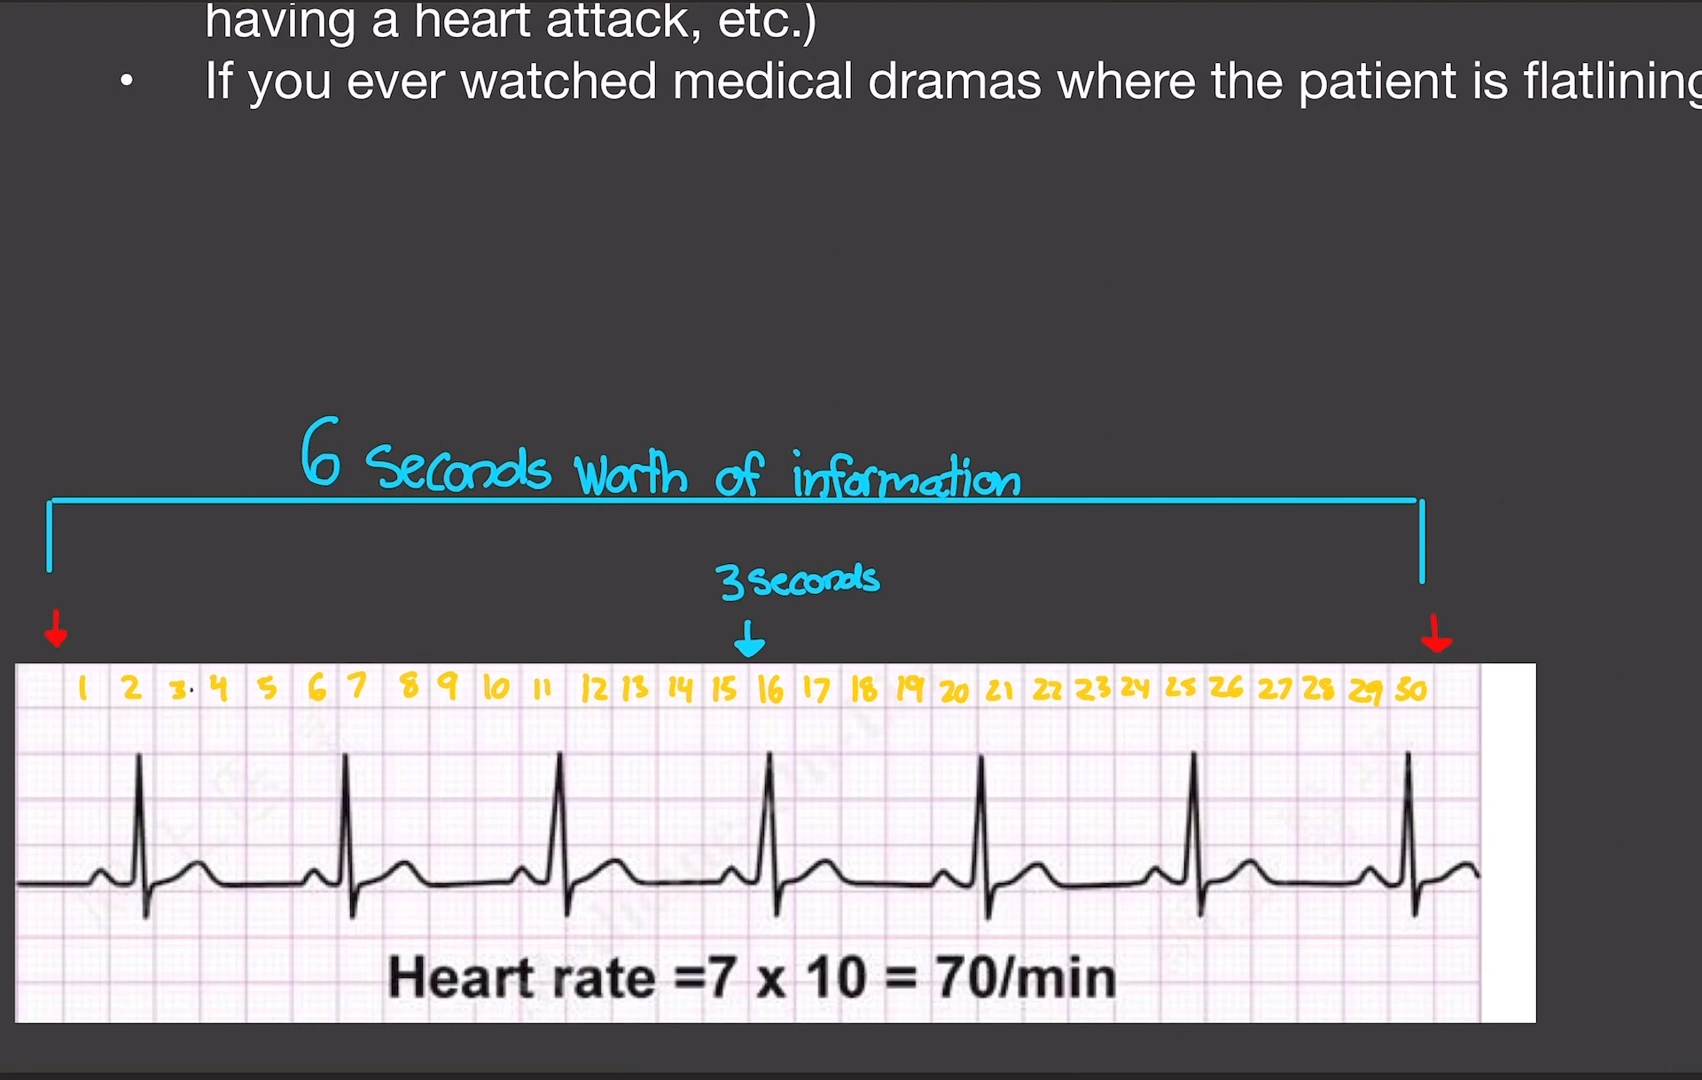 having a heart attack, etc.)
• If you ever watched medical dramas where the patient is flatlining
6 Seconds Worth of information
3 seconds
1 2 3. 4 5 6 7 8 9 10 11 12 13 14 15 16 17 18 19 20 21 22 23 24 25 26 27 28 29 30
Heart rate =7 x 10 = 70/min